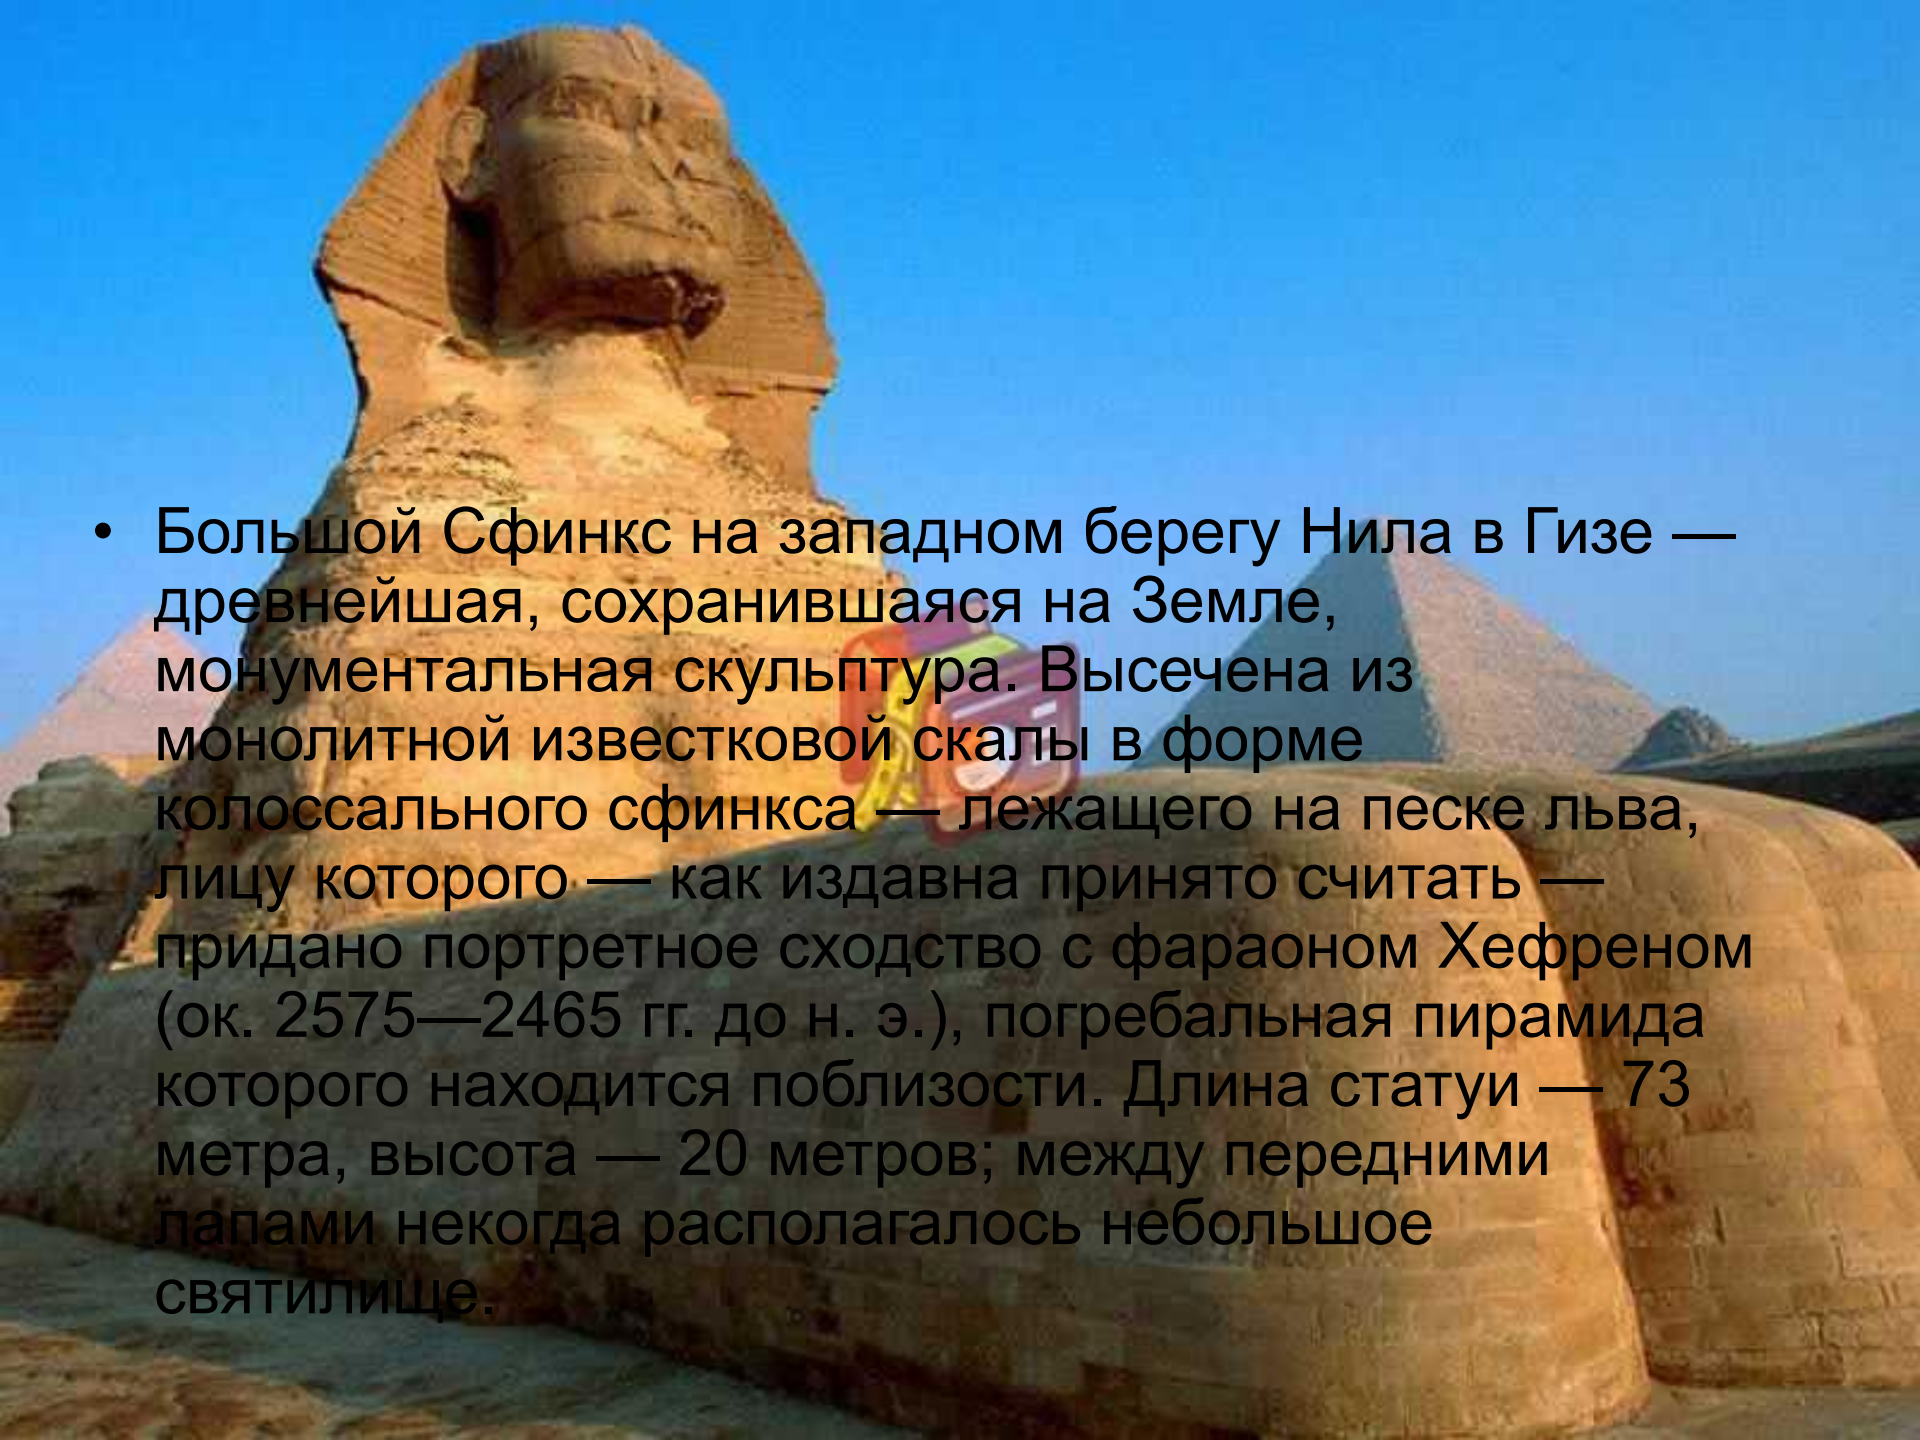 • Большой Сфинкс на западном берегу Нила в Гизе —
древнейшая, сохранившаяся на Земле,
монументальная скульптура. Высечена из
монолитной известковой скалы в форме
колоссального сфинкса — лежащего на песке льва,
лицу которого — как издавна принято считать —
придано портретное сходство с фараоном Хефреном
(ок. 2575—2465 гг. до н. э.), погребальная пирамида
которого находится поблизости. Длина статуи — 73
метра, высота — 20 метров; между передними
лапами некогда располагалось небольшое
святилище.